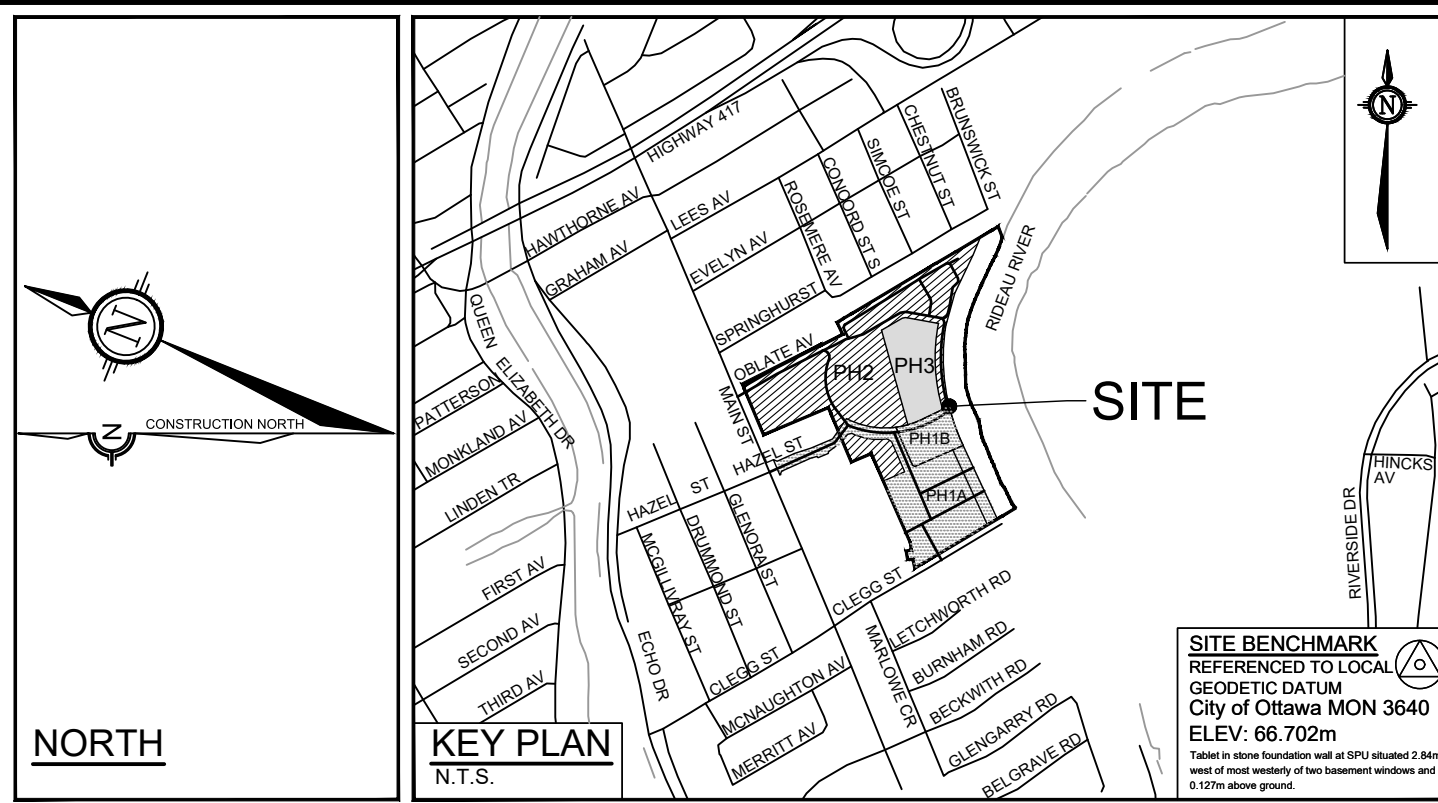 N
N
CONSTRUCTION NORTH
NORTH
HIGHWAY 417
BRUNSWICK ST
CHESTNUT ST
SIMCOE ST
CONCORD ST S
ROSEMERE AV
LEES AV
HAWTHORNE AV
GRAHAM AV
EVELYN AV
SPRINGHURST
OBLATE AV
RIDEAU RIVER
QUEEN ELIZABETH DR
PATTERSON
MONKLAND AV
LINDEN TR
MAIN ST
PH2
PH3
SITE
PH1B
PH1A
HAZEL ST
HAZEL ST
GLENORA ST
DRUMMOND ST
MCGILLIVRAY ST
FIRST AV
SECOND AV
THIRD AV
ECHO DR
CLEGG ST
CLEGG ST
LETCHWORTH RD
BURNHAM RD
BECKWITH RD
GLENGARRY RD
BELGRAVE RD
MARLOWE CR
MCNAUGHTON AV
MERRITT AV
KEY PLAN
N.T.S.
N
HINCKS
AV
RIVERSIDE DR
SITE BENCHMARK
REFERENCED TO LOCAL
GEODETIC DATUM
City of Ottawa MON 3640
ELEV: 66.702m
Tablet in stone foundation wall at SPU situated 2.84m
west of most westerly of two basement windows and
0.127m above ground.